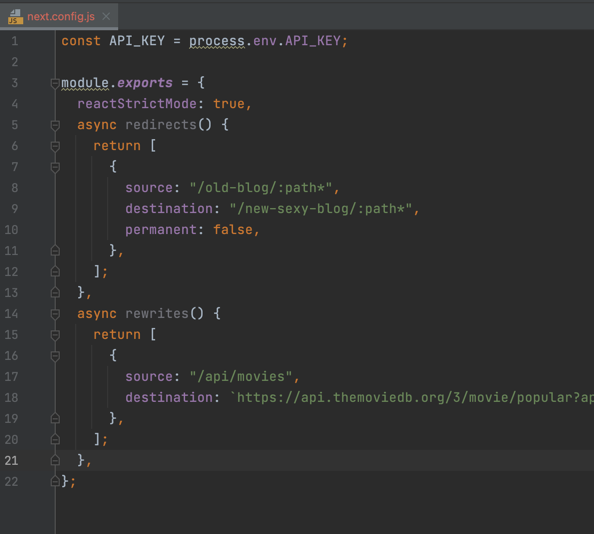 next.config.js
1 const API_KEY = process.env.API_KEY;
2
3 module.exports = {
4 reactStrictMode: true,
5 async redirects() {
6 return [
7 {
8 source: "/old-blog/:path*",
9 destination: "/new-sexy-blog/:path*",
10 permanent: false,
11 },
12 ];
13 },
14 async rewrites() {
15 return [
16 {
17 source: "/api/movies",
18 destination: `https://api.themoviedb.org/3/movie/popular?ap
19 },
20 ];
21 },
22 };